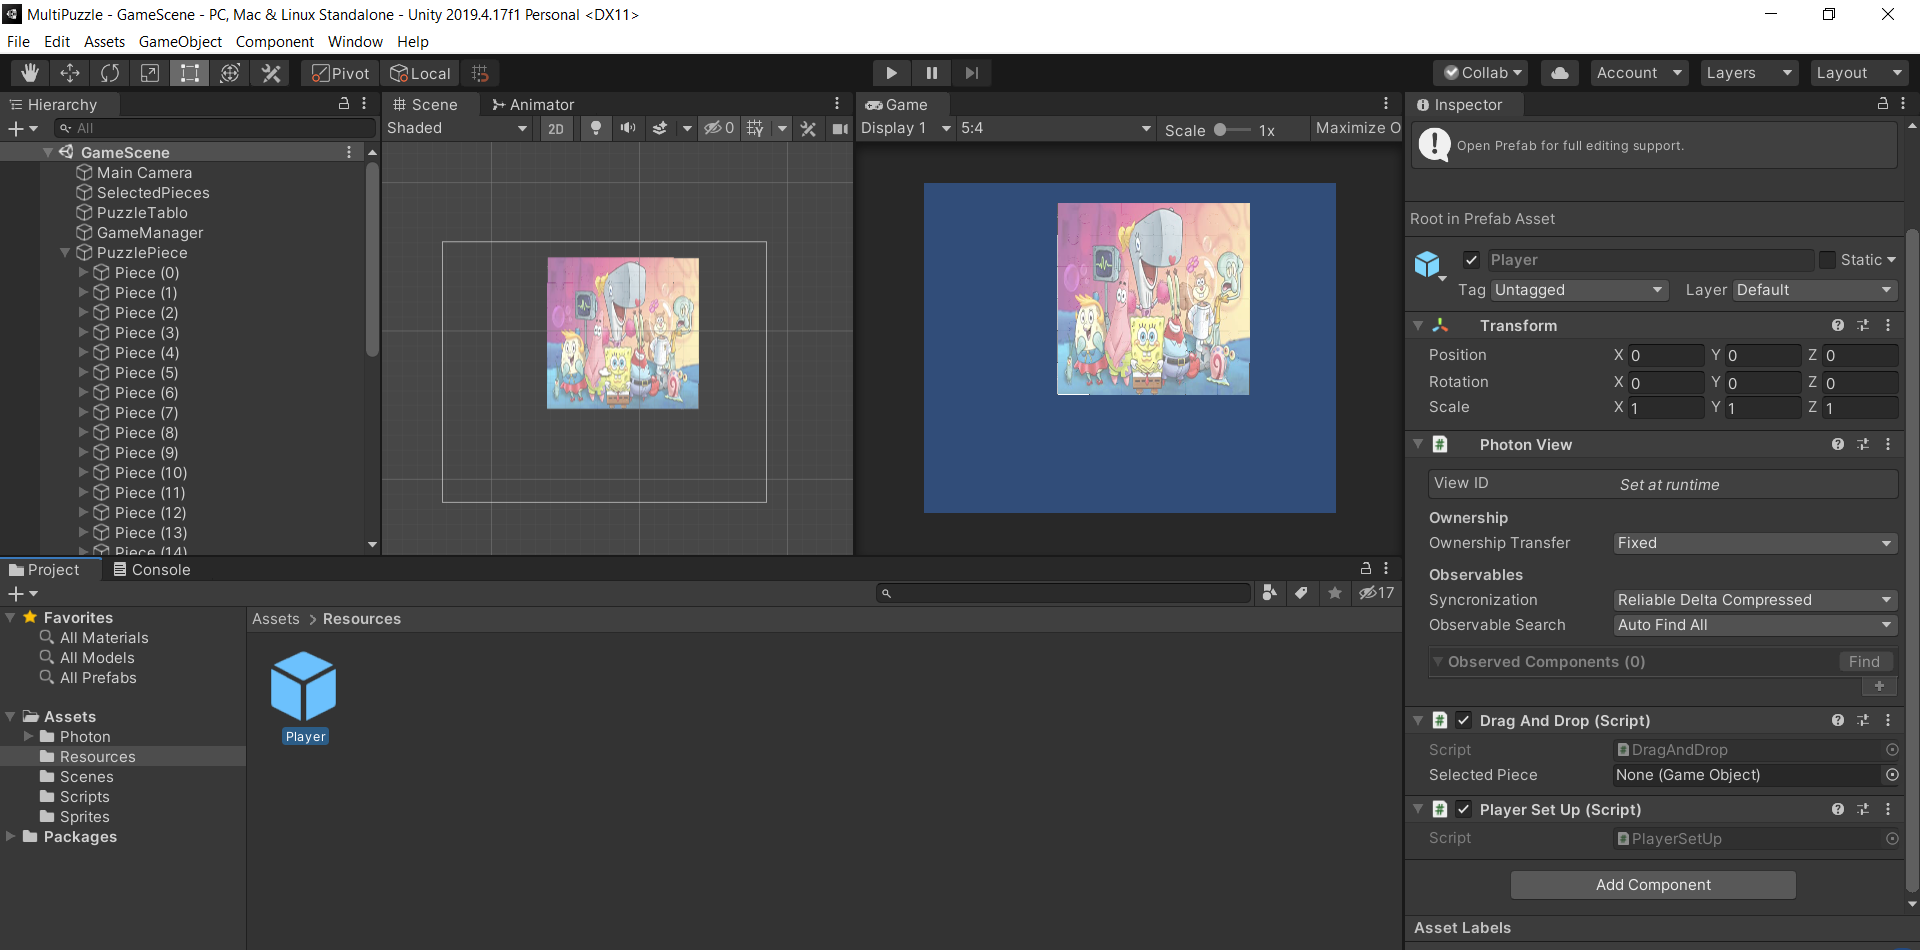 MultiPuzzle - GameScene - PC, Mac & Linux Standalone - Unity 2019.4.17f1 Personal <DX11>
File Edit Assets GameObject Component Window Help
Pivot Local Collab Account Layers Layout
Hierarchy
All
GameScene
Main Camera
SelectedPieces
PuzzleTablo
GameManager
PuzzlePiece
Piece (0)
Piece (1)
Piece (2)
Piece (3)
Piece (4)
Piece (5)
Piece (6)
Piece (7)
Piece (8)
Piece (9)
Piece (10)
Piece (11)
Piece (12)
Piece (13)
Piece (14)
Scene Animator
Shaded 2D 0
Game
Display 1 5:4 Scale 1x Maximize O
Inspector
Open Prefab for full editing support.
Root in Prefab Asset
Player Static
Tag Untagged Layer Default
Transform
Position X 0 Y 0 Z 0
Rotation X 0 Y 0 Z 0
Scale X 1 Y 1 Z 1
Photon View
View ID Set at runtime
Ownership
Ownership Transfer Fixed
Observables
Syncronization Reliable Delta Compressed
Observable Search Auto Find All
Observed Components (0) Find
Drag And Drop (Script)
Script DragAndDrop
Selected Piece None (Game Object)
Player Set Up (Script)
Script PlayerSetUp
Add Component
Asset Labels
Project Console
17
Favorites
All Materials
All Models
All Prefabs
Assets
Photon
Resources
Scenes
Scripts
Sprites
Packages
Assets > Resources
Player